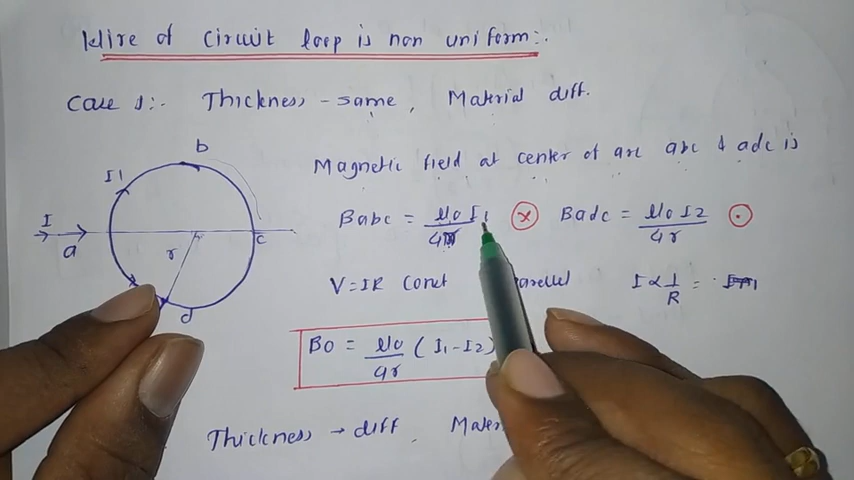 Wire of Circuit loop is non uniform:.
Case 1:. Thickness - same, Material diff.
Magnetic field at center of arc abc & adc is
b
I1
Babc = μ0 I1 / 4r ⊗ Badc = μ0 I2 / 4r ⊙
I
a
r
c
V=IR Const I ∝ 1/R =
d
B0 = μ0 / 4r (I1 - I2)
Thickness → diff,